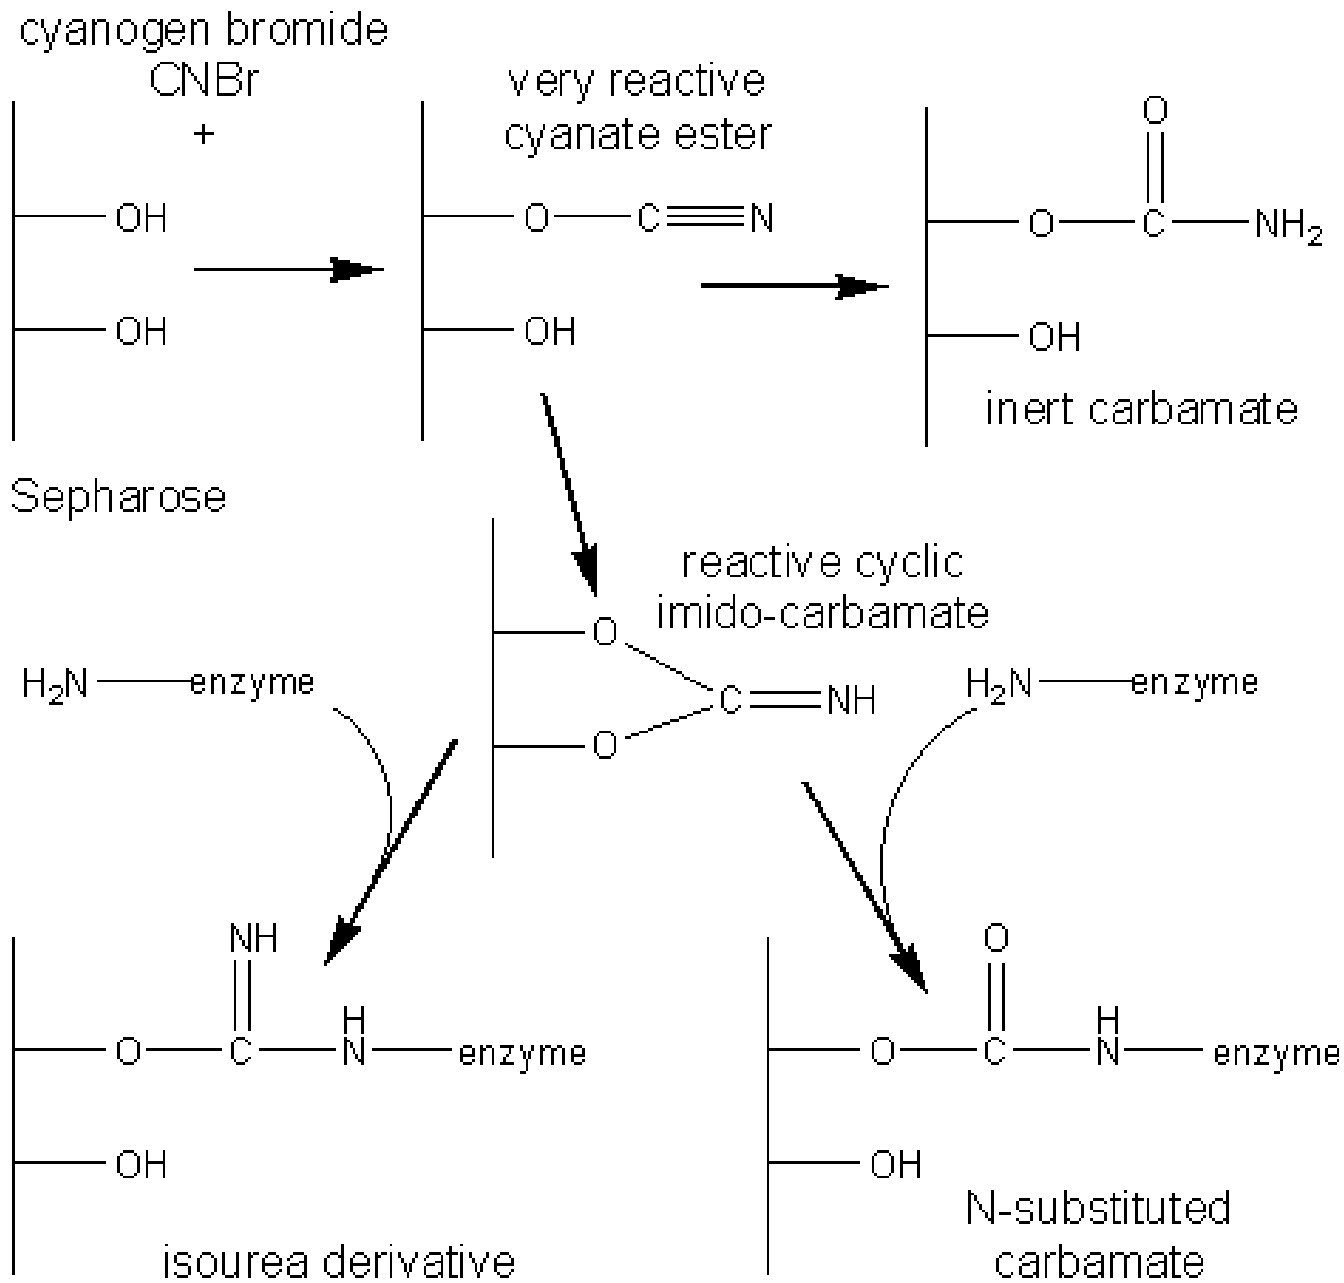 cyanogen bromide
CNBr
+
very reactive
cyanate ester
O
OH
O C N
O C NH2
OH
OH
OH
inert carbamate
Sepharose
reactive cyclic
imido-carbamate
O
H2N enzyme
C NH
H2N enzyme
O
NH
O
H
H
O C N enzyme
O C N enzyme
OH
OH
N-substituted
carbamate
isourea derivative